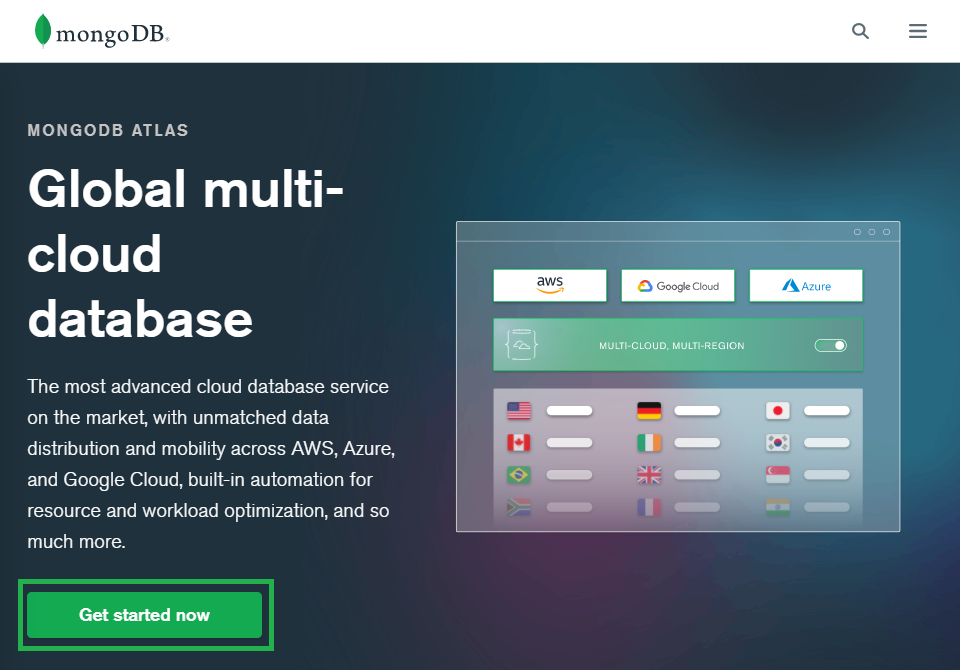 mongoDB®
MONGODB ATLAS
Global multi-
cloud
database
The most advanced cloud database service
on the market, with unmatched data
distribution and mobility across AWS, Azure,
and Google Cloud, built-in automation for
resource and workload optimization, and so
much more.
Get started now
aws
Google Cloud
Azure
MULTI-CLOUD, MULTI-REGION